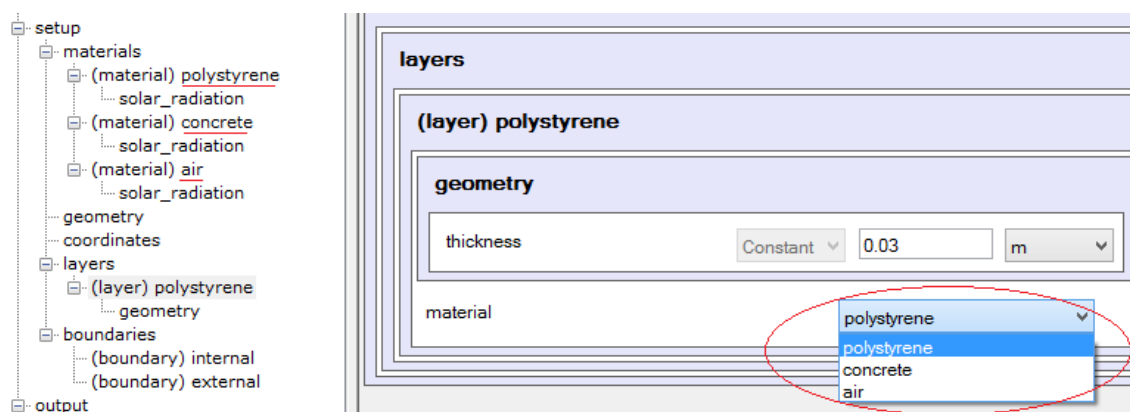 setup
materials
(material) polystyrene
solar_radiation
(material) concrete
solar_radiation
(material) air
solar_radiation
geometry
coordinates
layers
(layer) polystyrene
geometry
boundaries
(boundary) internal
(boundary) external
output
layers
(layer) polystyrene
geometry
thickness Constant 0.03 m
material polystyrene
polystyrene
concrete
air